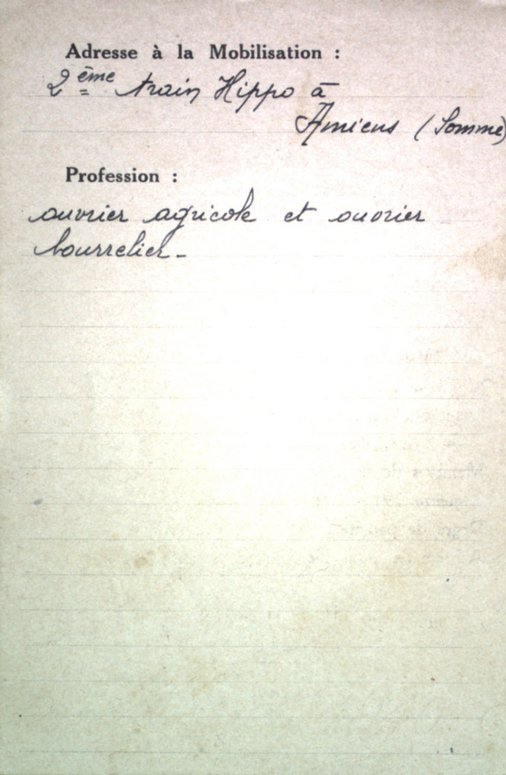 Adresse à la Mobilisation :
2ème train Hippo à
Amiens (Somme)
Profession :
ouvrier agricole et ouvrier
bourrelier -